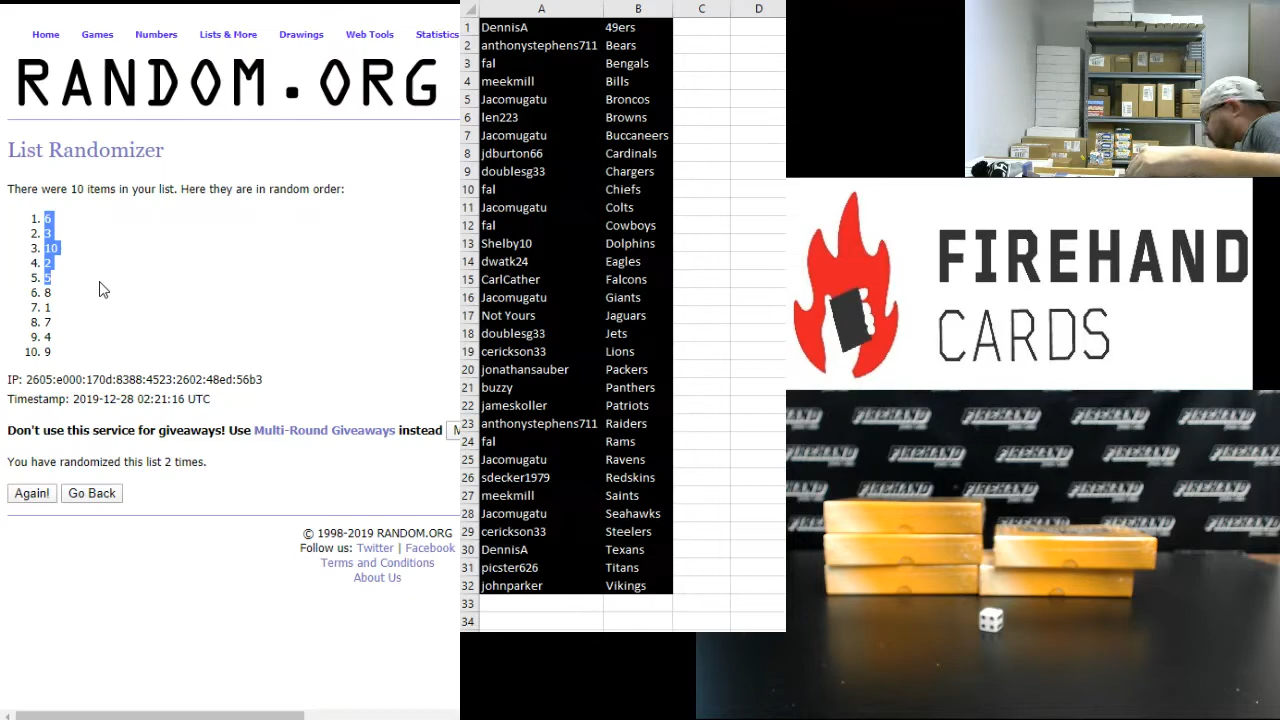 Home Games Numbers Lists & More Drawings Web Tools Statistics
RANDOM.ORG
List Randomizer
There were 10 items in your list. Here they are in random order:
1. 6
2. 3
3. 10
4. 2
5. 5
6. 8
7. 1
8. 7
9. 4
10. 9
IP: 2605:e000:170d:8388:4523:2602:48ed:56b3
Timestamp: 2019-12-28 02:21:16 UTC
Don't use this service for giveaways! Use Multi-Round Giveaways instead
You have randomized this list 2 times.
Again! Go Back
© 1998-2019 RANDOM.ORG
Follow us: Twitter | Facebook
Terms and Conditions
About Us
A B C D
1 DennisA 49ers
2 anthonystephens711 Bears
3 fal Bengals
4 meekmill Bills
5 Jacomugatu Broncos
6 len223 Browns
7 Jacomugatu Buccaneers
8 jdburton66 Cardinals
9 doublesg33 Chargers
10 fal Chiefs
11 Jacomugatu Colts
12 fal Cowboys
13 Shelby10 Dolphins
14 dwatk24 Eagles
15 CarlCather Falcons
16 Jacomugatu Giants
17 Not Yours Jaguars
18 doublesg33 Jets
19 cerickson33 Lions
20 jonathansauber Packers
21 buzzy Panthers
22 jameskoller Patriots
23 anthonystephens711 Raiders
24 fal Rams
25 Jacomugatu Ravens
26 sdecker1979 Redskins
27 meekmill Saints
28 Jacomugatu Seahawks
29 cerickson33 Steelers
30 DennisA Texans
31 picster626 Titans
32 johnparker Vikings
33
34
FIREHAND
CARDS
FIREHAND FIREHAND FIREHAND